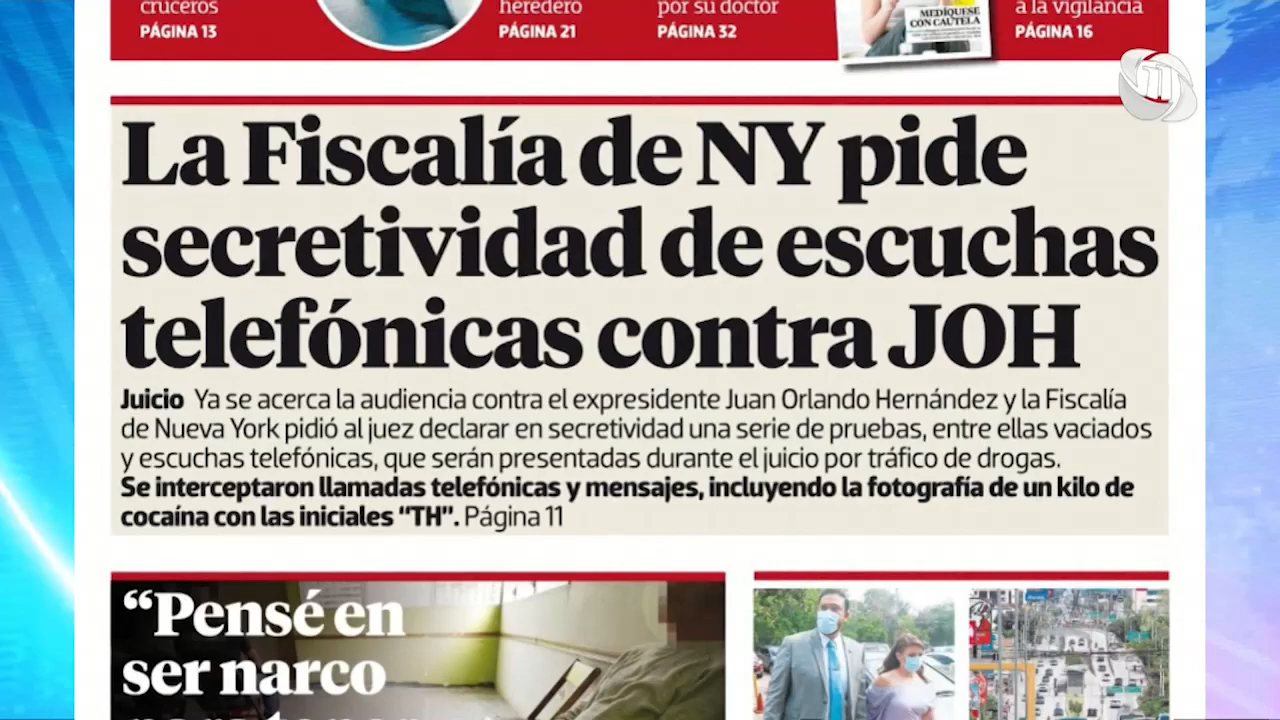 cruceros
PÁGINA 13
heredero
PÁGINA 21
por su doctor
PÁGINA 32
MEDÍQUESE
CON CAUTELA
a la vigilancia
PÁGINA 16
11
La Fiscalía de NY pide
secretividad de escuchas
telefónicas contra JOH
Juicio Ya se acerca la audiencia contra el expresidente Juan Orlando Hernández y la Fiscalía
de Nueva York pidió al juez declarar en secretividad una serie de pruebas, entre ellas vaciados
y escuchas telefónicas, que serán presentadas durante el juicio por tráfico de drogas.
Se interceptaron llamadas telefónicas y mensajes, incluyendo la fotografía de un kilo de
cocaína con las iniciales “TH”. Página 11
“Pensé en
ser narco
para tener